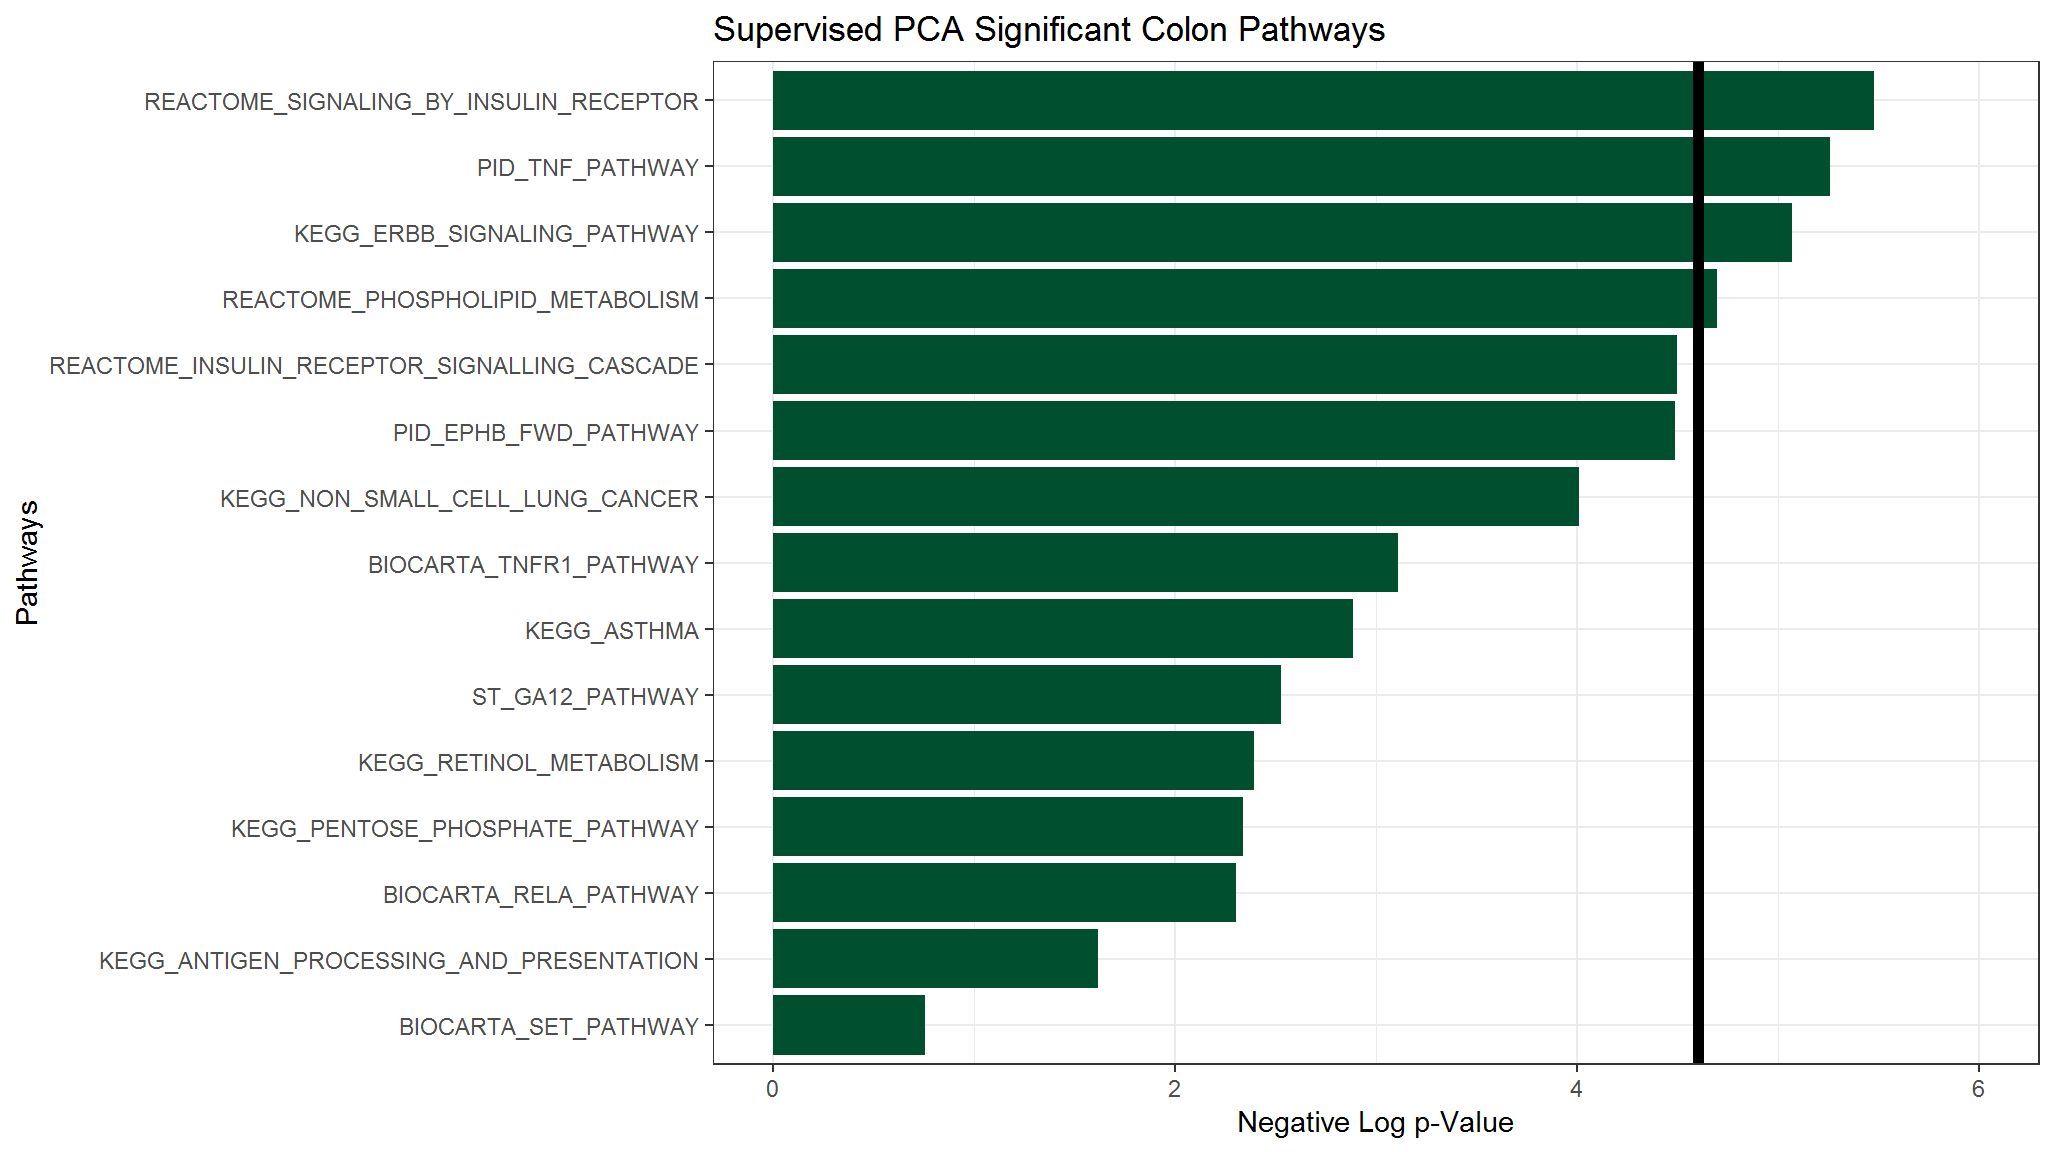 Supervised PCA Significant Colon Pathways
REACTOME_SIGNALING_BY_INSULIN_RECEPTOR
PID_TNF_PATHWAY
KEGG_ERBB_SIGNALING_PATHWAY
REACTOME_PHOSPHOLIPID_METABOLISM
REACTOME_INSULIN_RECEPTOR_SIGNALLING_CASCADE
PID_EPHB_FWD_PATHWAY
KEGG_NON_SMALL_CELL_LUNG_CANCER
BIOCARTA_TNFR1_PATHWAY
KEGG_ASTHMA
ST_GA12_PATHWAY
KEGG_RETINOL_METABOLISM
KEGG_PENTOSE_PHOSPHATE_PATHWAY
BIOCARTA_RELA_PATHWAY
KEGG_ANTIGEN_PROCESSING_AND_PRESENTATION
BIOCARTA_SET_PATHWAY
Pathways
0 2 4 6
Negative Log p-Value